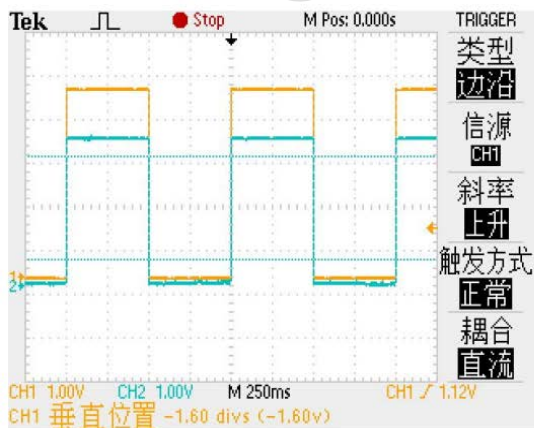 Tek Stop M Pos: 0.000s TRIGGER
类型
边沿
信源
CH1
斜率
上升
触发方式
正常
耦合
直流
1
2
CH1 1.00V CH2 1.00V M 250ms CH1 1.12V
CH1 垂直位置 -1.60 divs (-1.60v)